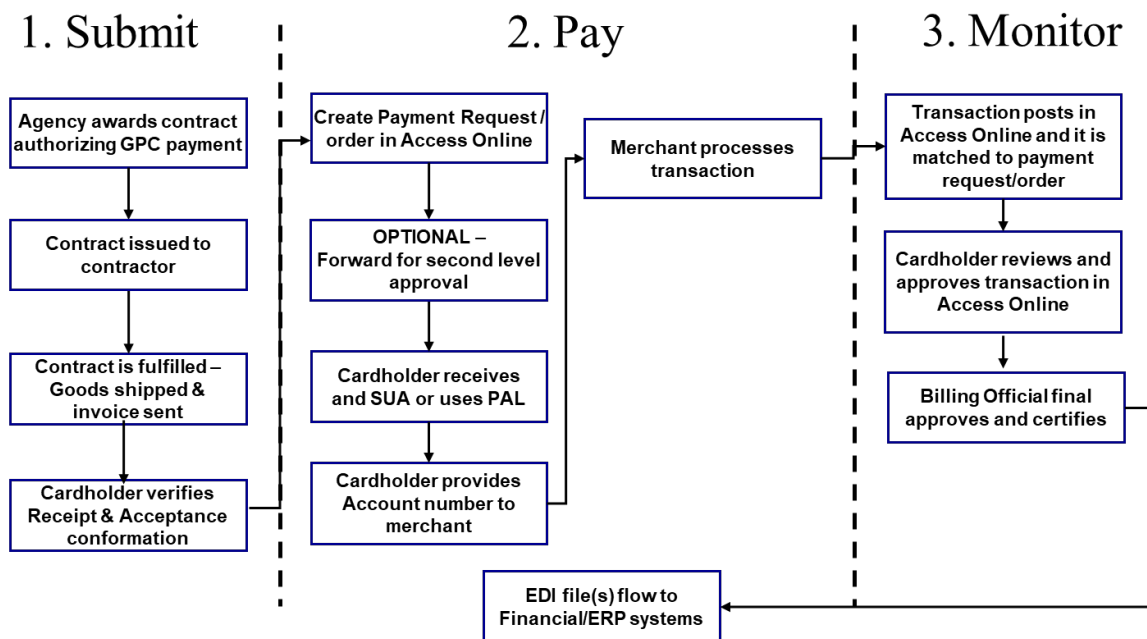 1. Submit
2. Pay
3. Monitor
Agency awards contract
authorizing GPC payment
Contract issued to
contractor
Contract is fulfilled –
Goods shipped &
invoice sent
Cardholder verifies
Receipt & Acceptance
conformation
Create Payment Request /
order in Access Online
OPTIONAL –
Forward for second level
approval
Cardholder receives
and SUA or uses PAL
Cardholder provides
Account number to
merchant
Merchant processes
transaction
Transaction posts in
Access Online and it is
matched to payment
request/order
Cardholder reviews and
approves transaction in
Access Online
Billing Official final
approves and certifies
EDI file(s) flow to
Financial/ERP systems